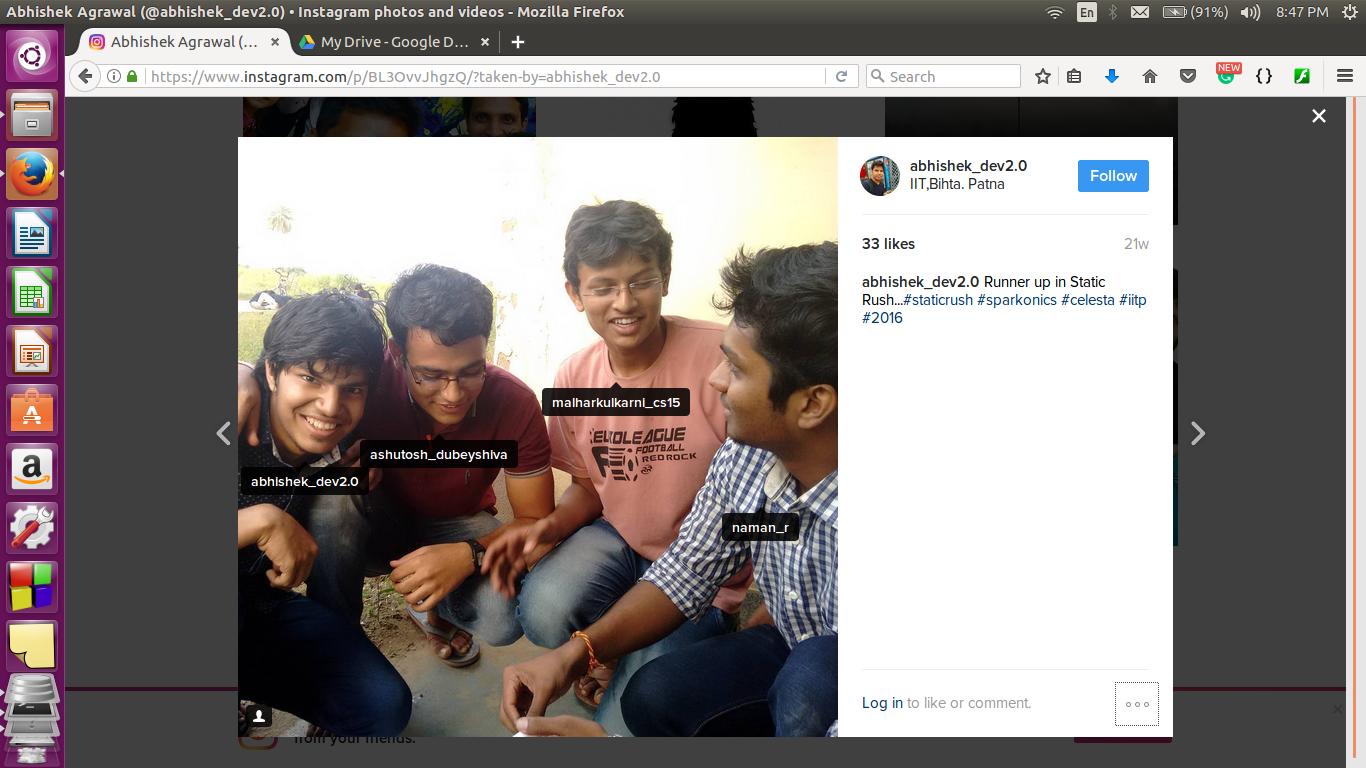 Abhishek Agrawal (@abhishek_dev2.0) • Instagram photos and videos - Mozilla Firefox
En
(91%)
8:47 PM
Abhishek Agrawal (...
My Drive - Google D...
https://www.instagram.com/p/BL3OvvJhgzQ/?taken-by=abhishek_dev2.0
Search
NEW
abhishek_dev2.0
IIT,Bihta. Patna
Follow
33 likes
21w
abhishek_dev2.0 Runner up in Static
Rush...#staticrush #sparkonics #celesta #iitp
#2016
malharkulkarni_cs15
EUROLEAGUE
FOOTBALL
REDROCK
ashutosh_dubeyshiva
abhishek_dev2.0
naman_r
Log in to like or comment.
from your friends.